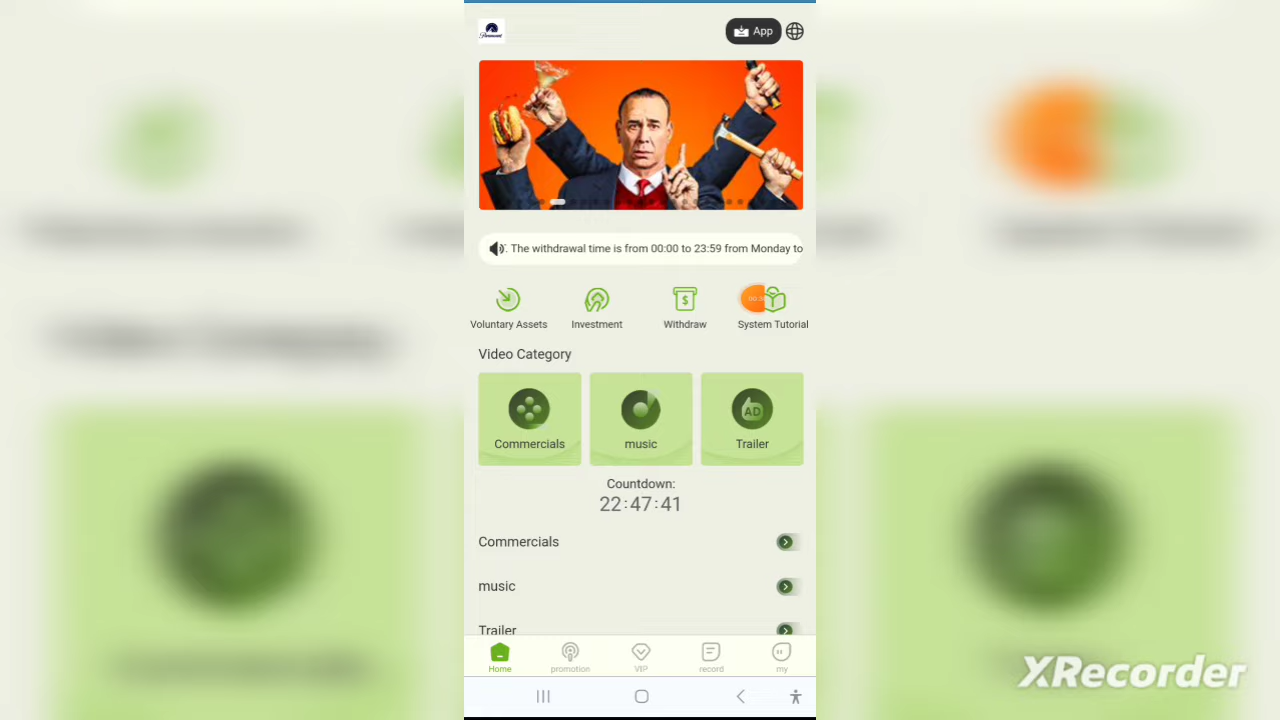 Paramount
App
. The withdrawal time is from 00:00 to 23:59 from Monday to
Voluntary Assets
Investment
Withdraw
System Tutorial
Video Category
AD
Commercials
music
Trailer
Countdown:
22:47:41
Commercials
music
Trailer
Home
promotion
VIP
record
my
XRecorder